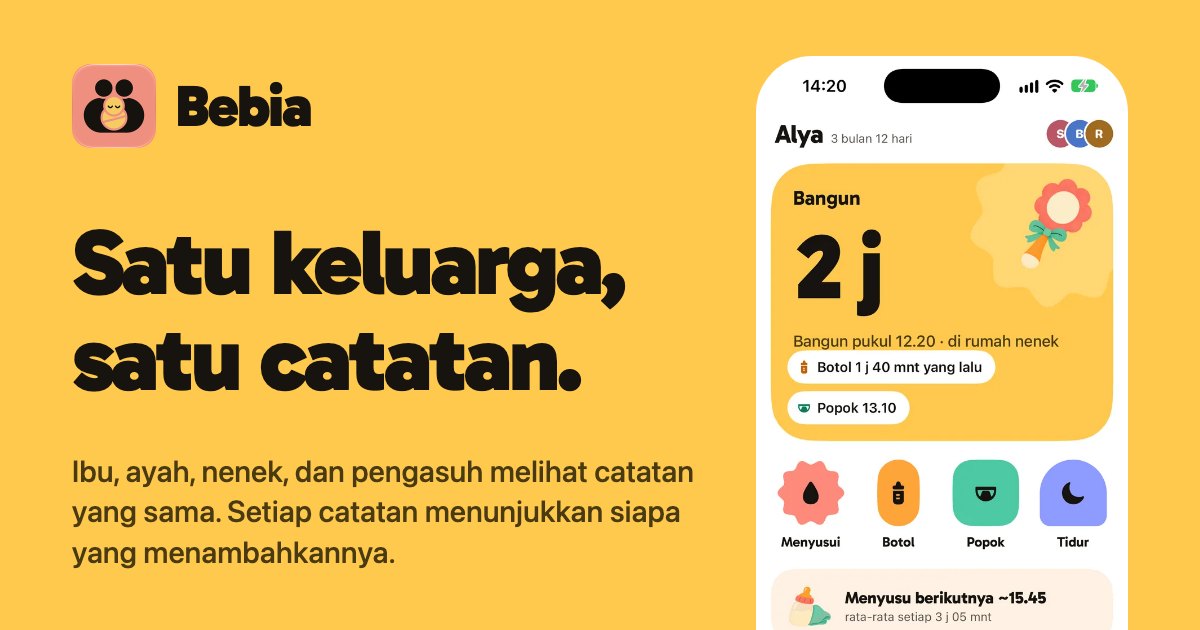 Bebia
Satu keluarga,
satu catatan.
Ibu, ayah, nenek, dan pengasuh melihat catatan
yang sama. Setiap catatan menunjukkan siapa
yang menambahkannya.
14:20
Alya 3 bulan 12 hari
S B R
Bangun
2 j
Bangun pukul 12.20 · di rumah nenek
Botol 1 j 40 mnt yang lalu
Popok 13.10
Menyusui Botol Popok Tidur
Menyusu berikutnya ~15.45
rata-rata setiap 3 j 05 mnt